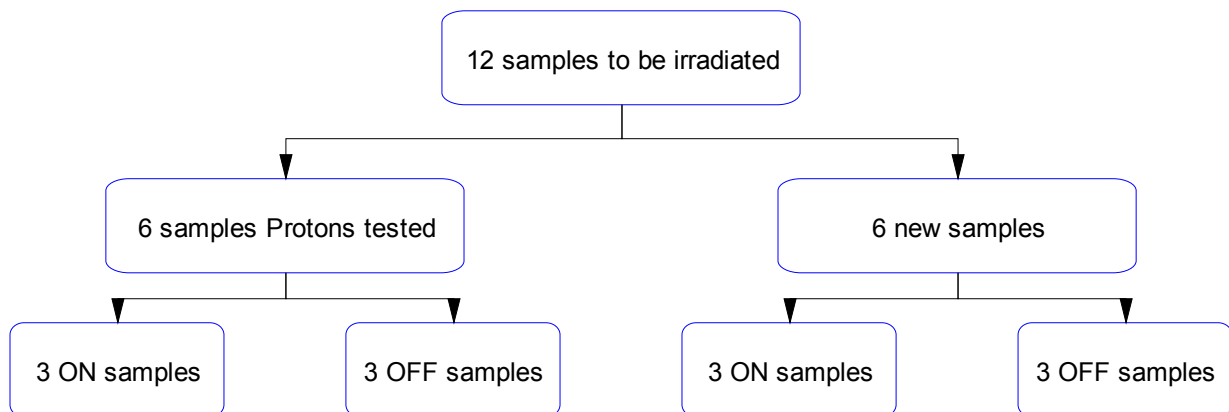 12 samples to be irradiated
6 samples Protons tested
6 new samples
3 ON samples
3 OFF samples
3 ON samples
3 OFF samples